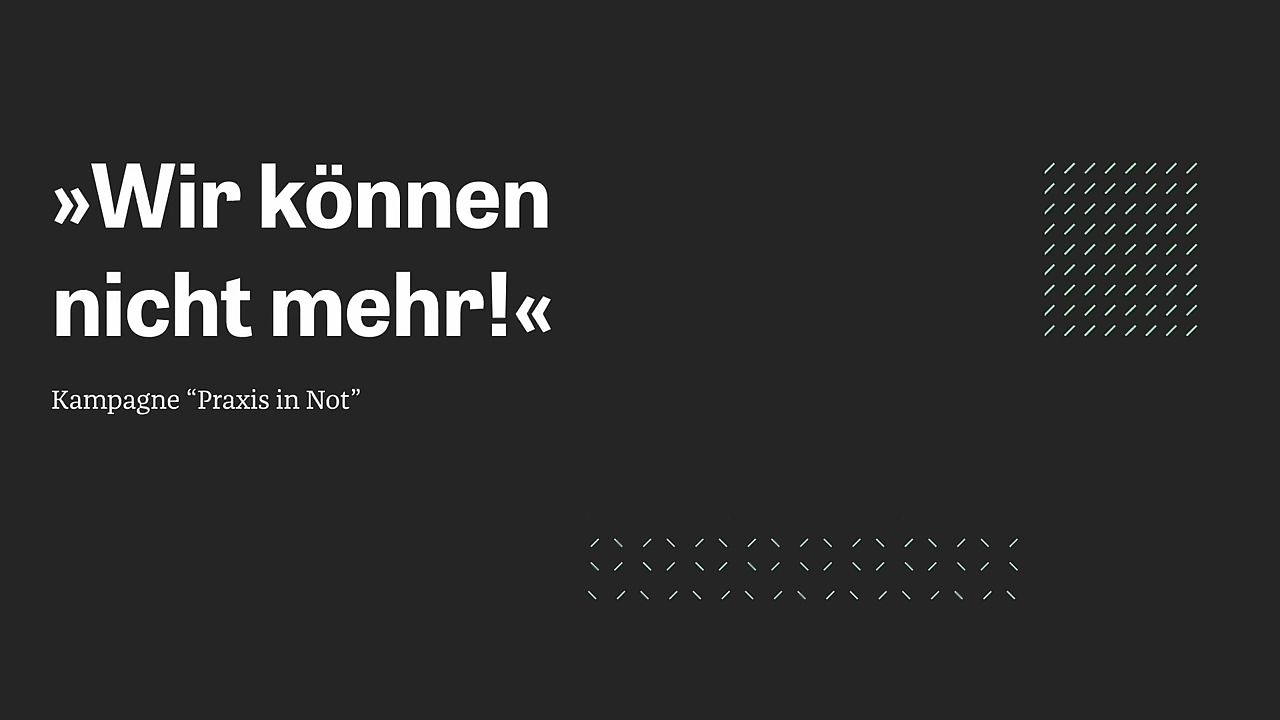 »Wir können
nicht mehr!«
Kampagne “Praxis in Not”